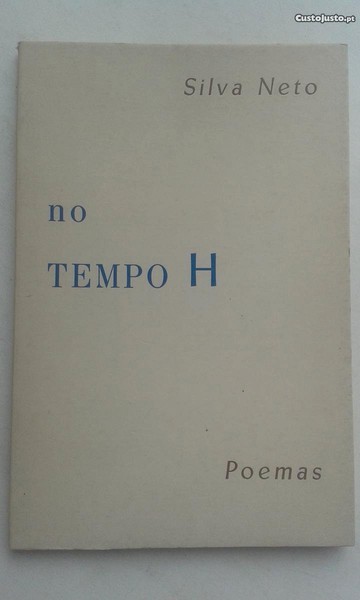 CustoJusto.pt
Silva Neto
no
TEMPO H
Poemas